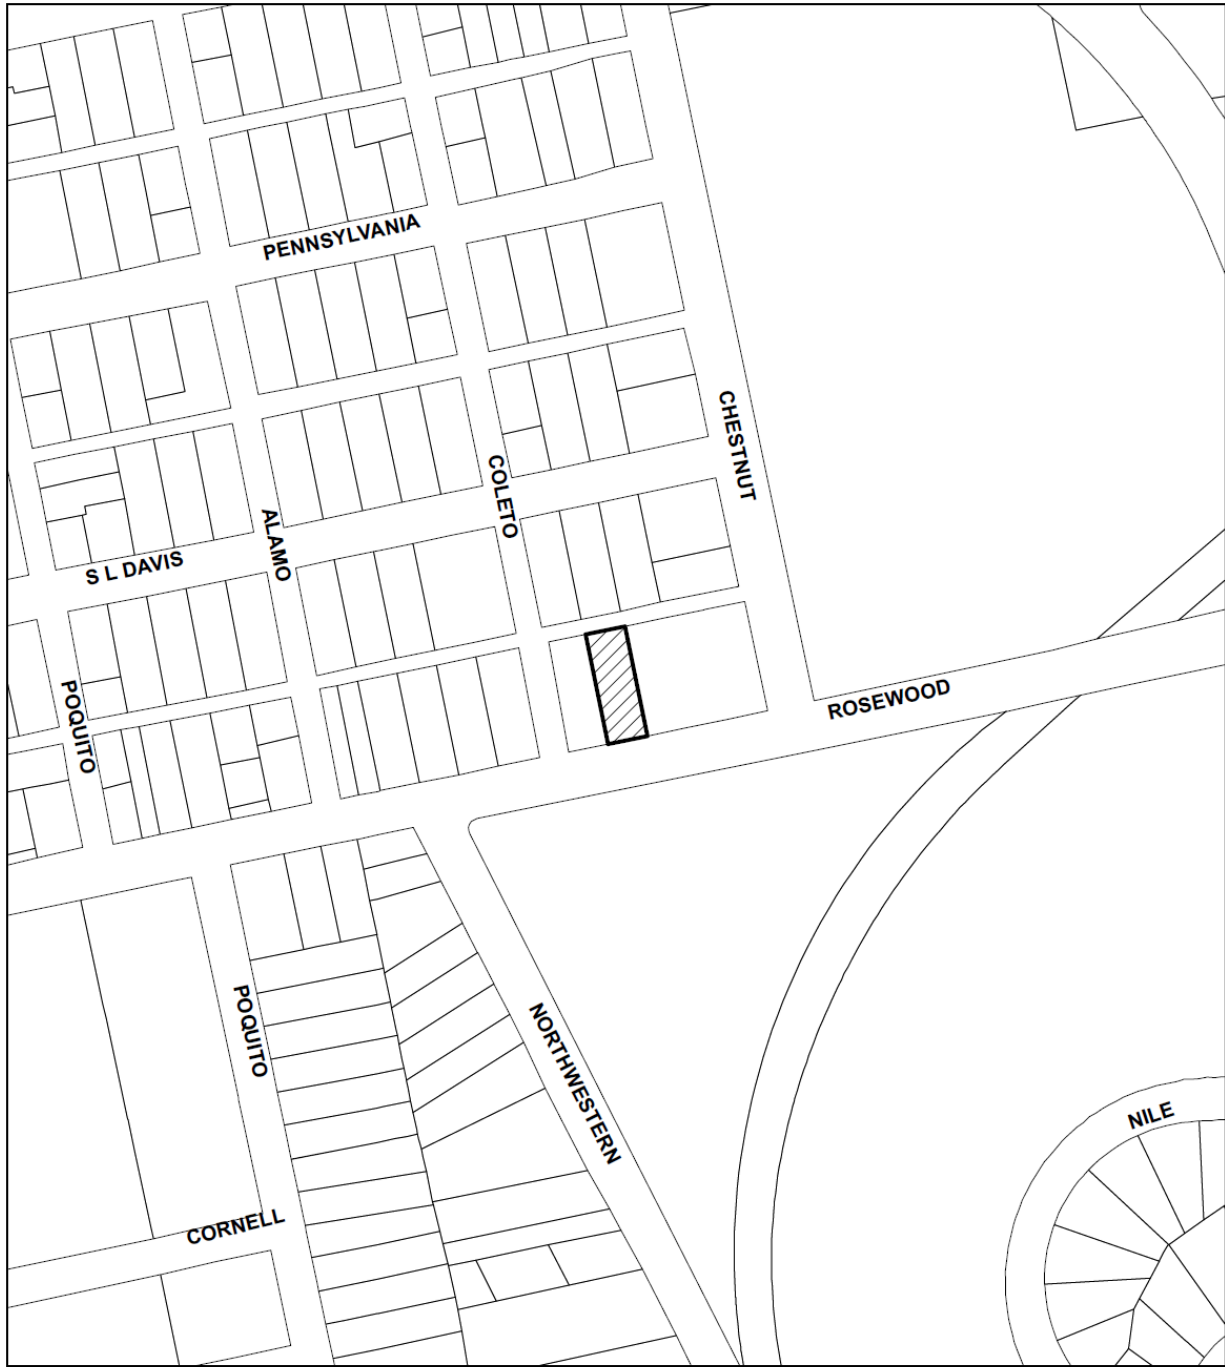 PENNSYLVANIA
CHESTNUT
COLETO
ALAMO
S L DAVIS
POQUITO
ROSEWOOD
POQUITO
NORTHWESTERN
NILE
CORNELL